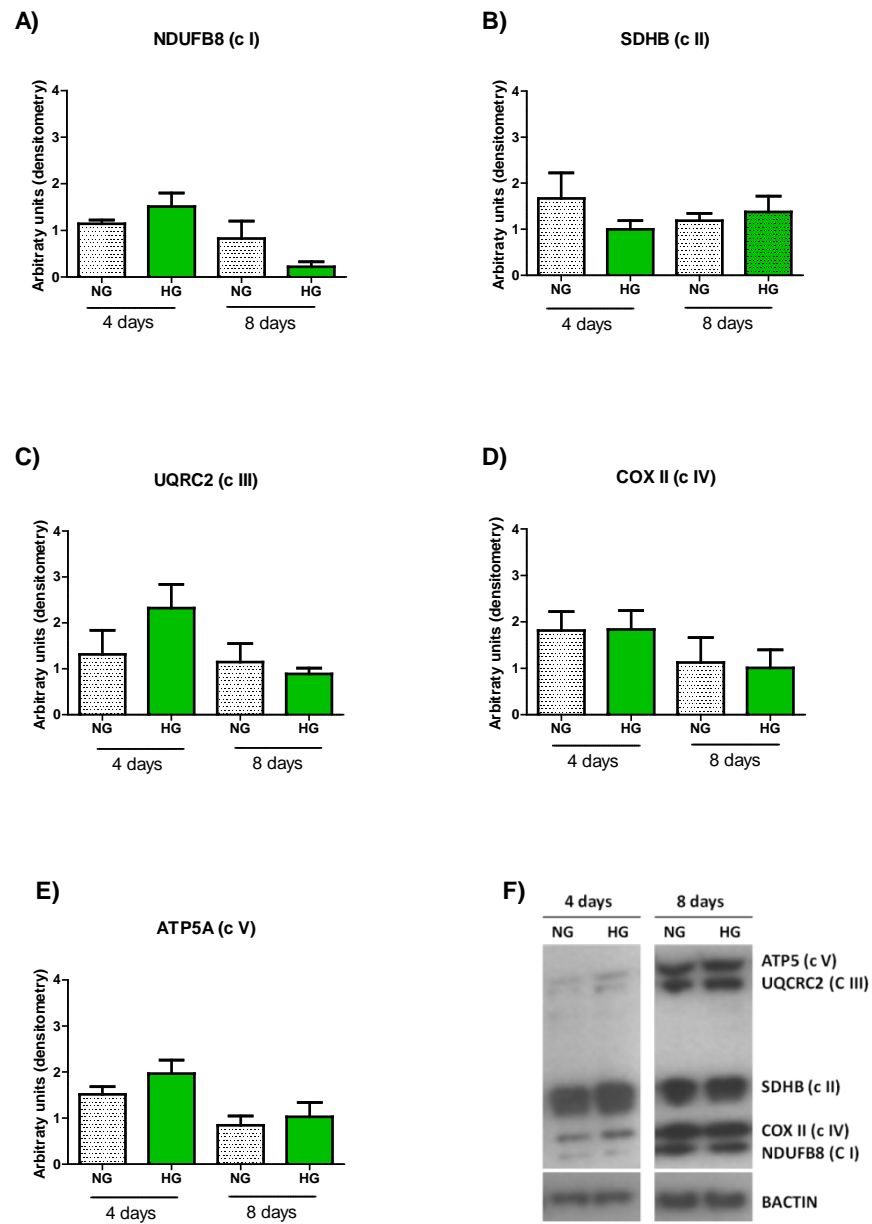 A)
NDUFB8 (c I)
Arbitraty units (densitometry)
4
3
2
1
0
NG HG NG HG
4 days 8 days
B)
SDHB (c II)
Arbitraty units (densitometry)
4
3
2
1
0
NG HG NG HG
4 days 8 days
C)
UQRC2 (c III)
Arbitraty units (densitometry)
4
3
2
1
0
NG HG NG HG
4 days 8 days
D)
COX II (c IV)
Arbitraty units (densitometry)
4
3
2
1
0
NG HG NG HG
4 days 8 days
E)
ATP5A (c V)
Arbitraty units (densitometry)
4
3
2
1
0
NG HG NG HG
4 days 8 days
F)
4 days 8 days
NG HG NG HG
ATP5 (c V)
UQCRC2 (C III)
SDHB (c II)
COX II (c IV)
NDUFB8 (C I)
BACTIN